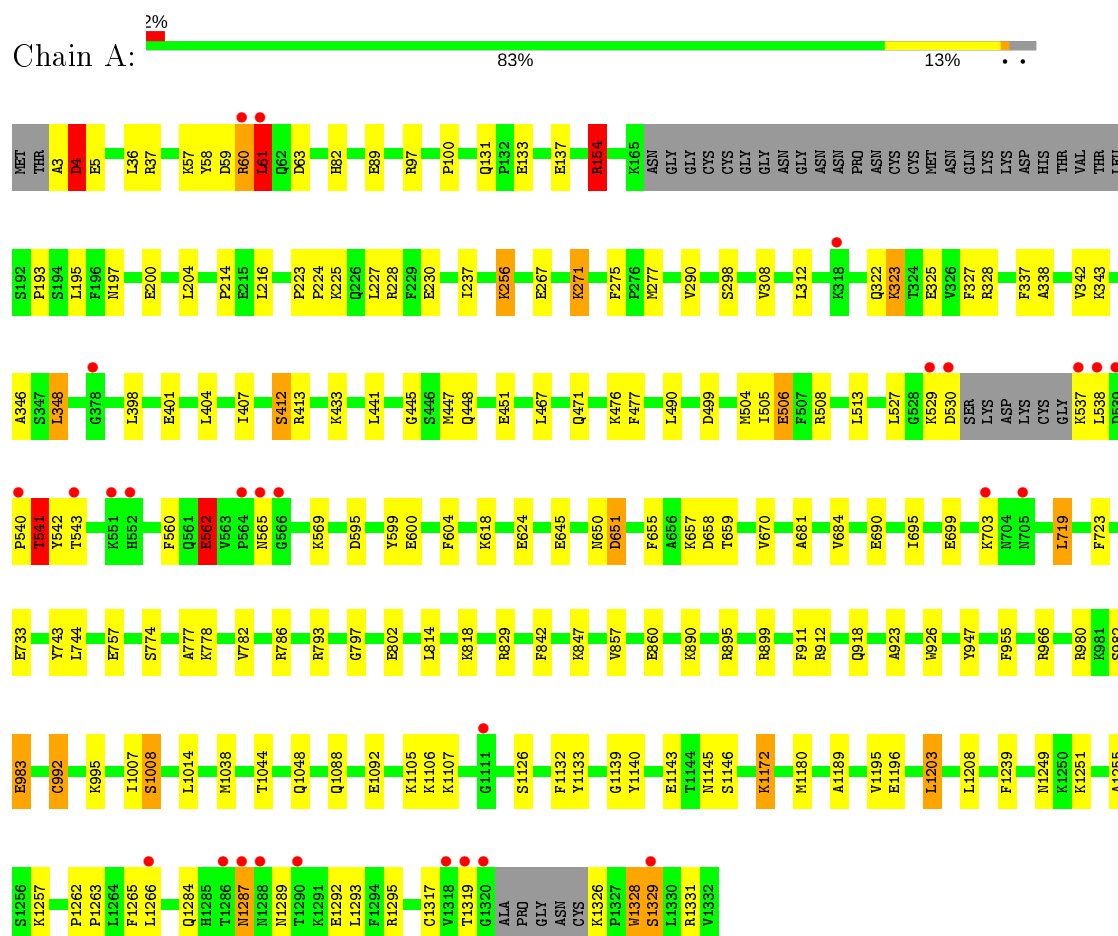 2%
Chain A:
83% 13% • •
MET THR A3 D4 E5 L36 R37 K57 Y58 D59 R60 L61 Q62 D63 H82 E89 R97 P100 Q131 P132 E133 E137 R154 K165 ASN GLY GLY CYS CYS GLY GLY ASN GLY ASN ASN PRO ASN CYS CYS MET ASN GLN LYS LYS ASP HIS THR VAL THR LEU
S192 P193 S194 L195 F196 N197 E200 L204 P214 E215 L216 P223 P224 K225 Q226 L227 R228 F229 E230 I237 K256 E267 K271 F275 P276 M277 V290 S298 V308 L312 K318 Q322 K323 T324 E325 V326 F327 R328 F337 A338 V342 K343
A346 S347 L348 G378 L398 E401 L404 I407 S412 R413 K433 L441 G445 S446 M447 Q448 E451 L467 Q471 K476 F477 L490 D499 M504 I505 E506 F507 R508 L513 L527 G528 K529 D530 SER LYS ASP LYS CYS GLY K537 L538 D539
P540 T541 Y542 T543 K551 H552 F560 Q561 E562 V563 P564 N565 G566 K569 D595 Y599 E600 F604 K618 E624 E645 N650 D651 F655 A656 K657 D658 T659 V670 A681 V684 E690 I695 E699 K703 N704 N705 L719 F723
E733 Y743 L744 E757 S774 A777 K778 V782 R786 R793 G797 E802 L814 K818 R829 F842 K847 V857 E860 K890 R895 R899 F911 R912 Q918 A923 W926 Y947 F955 R966 R980 K981 S982
E983 C992 K995 I1007 S1008 L1014 M1038 T1044 Q1048 Q1088 E1092 K1105 K1106 K1107 G1111 S1126 F1132 Y1133 G1139 Y1140 E1143 T1144 N1145 S1146 K1172 M1180 A1189 V1195 E1196 L1203 L1208 F1239 N1249 K1250 K1251 A1255
S1256 K1257 P1262 P1263 L1264 F1265 L1266 Q1284 H1285 T1286 N1287 N1288 N1289 T1290 K1291 E1292 L1293 F1294 R1295 C1317 V1318 T1319 G1320 ALA PRO GLY ASN CYS K1326 P1327 W1328 S1329 L1330 R1331 V1332